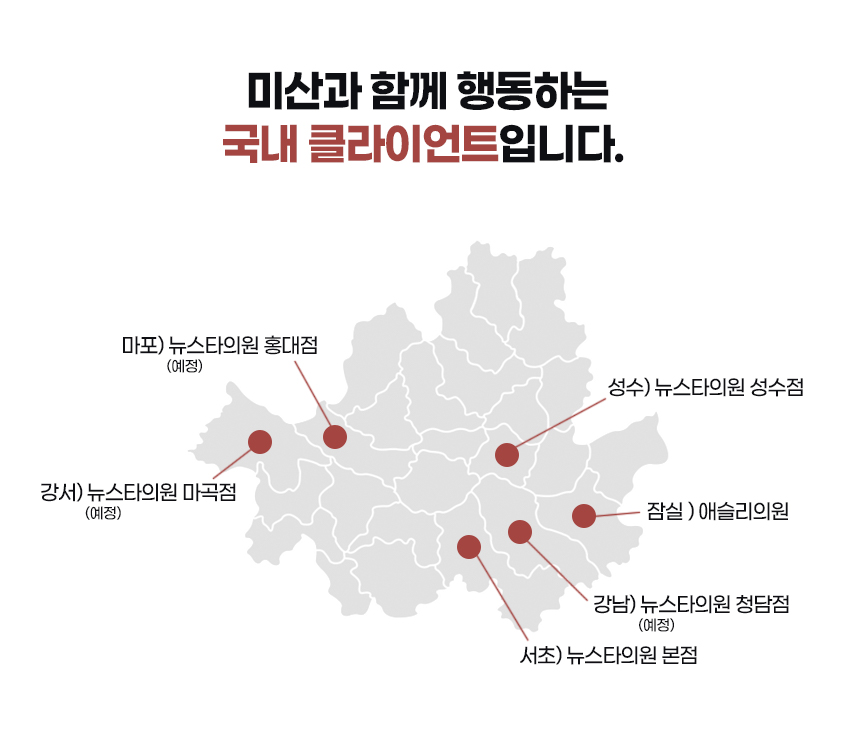 미산과 함께 행동하는
국내 클라이언트입니다.
마포) 뉴스타의원 홍대점
(예정)
성수) 뉴스타의원 성수점
강서) 뉴스타의원 마곡점
(예정)
잠실 ) 애슬리의원
강남) 뉴스타의원 청담점
(예정)
서초) 뉴스타의원 본점